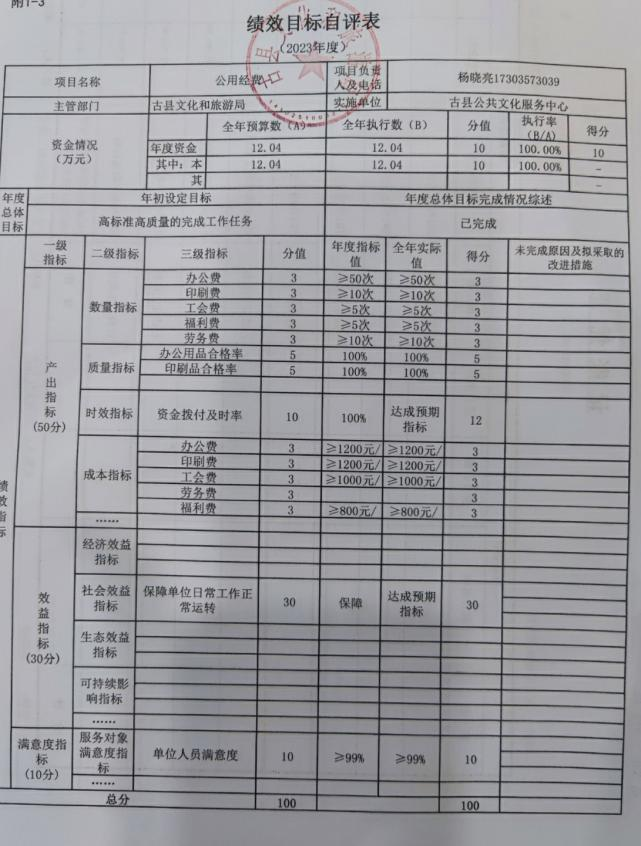 附1-3
绩效目标自评表
(2023年度)
项目名称 公用经费 项目负责人及电话 杨晓亮17303573039
主管部门 古县文化和旅游局 实施单位 古县公共文化服务中心
资金情况(万元) 全年预算数（A） 全年执行数（B） 分值 执行率(B/A) 得分
年度资金 12.04 12.04 10 100.00% 10
其中：本 12.04 12.04 10 100.00% -
其 -
年度总体目标 年初设定目标 年度总体目标完成情况综述
高标准高质量的完成工作任务 已完成
绩效指标
一级指标 二级指标 三级指标 分值 年度指标值 全年实际值 得分 未完成原因及拟采取的改进措施
产出指标(50分)
数量指标 办公费 3 ≥50次 ≥50次 3
印刷费 3 ≥10次 ≥10次 3
工会费 3 ≥5次 ≥5次 3
福利费 3 ≥5次 ≥5次 3
劳务费 3 ≥10次 ≥10次 3
质量指标 办公用品合格率 5 100% 100% 5
印刷品合格率 5 100% 100% 5
时效指标 资金拨付及时率 10 100% 达成预期指标 12
成本指标 办公费 3 ≥1200元/ ≥1200元/ 3
印刷费 3 ≥1200元/ ≥1200元/ 3
工会费 3 ≥1000元/ ≥1000元/ 3
劳务费 3 3
福利费 3 ≥800元/ ≥800元/ 3
……
效益指标(30分)
经济效益指标
社会效益指标 保障单位日常工作正常运转 30 保障 达成预期指标 30
生态效益指标
可持续影响指标
……
满意度指标(10分) 服务对象满意度指标 单位人员满意度 10 ≥99% ≥99% 10
……
总分 100 100